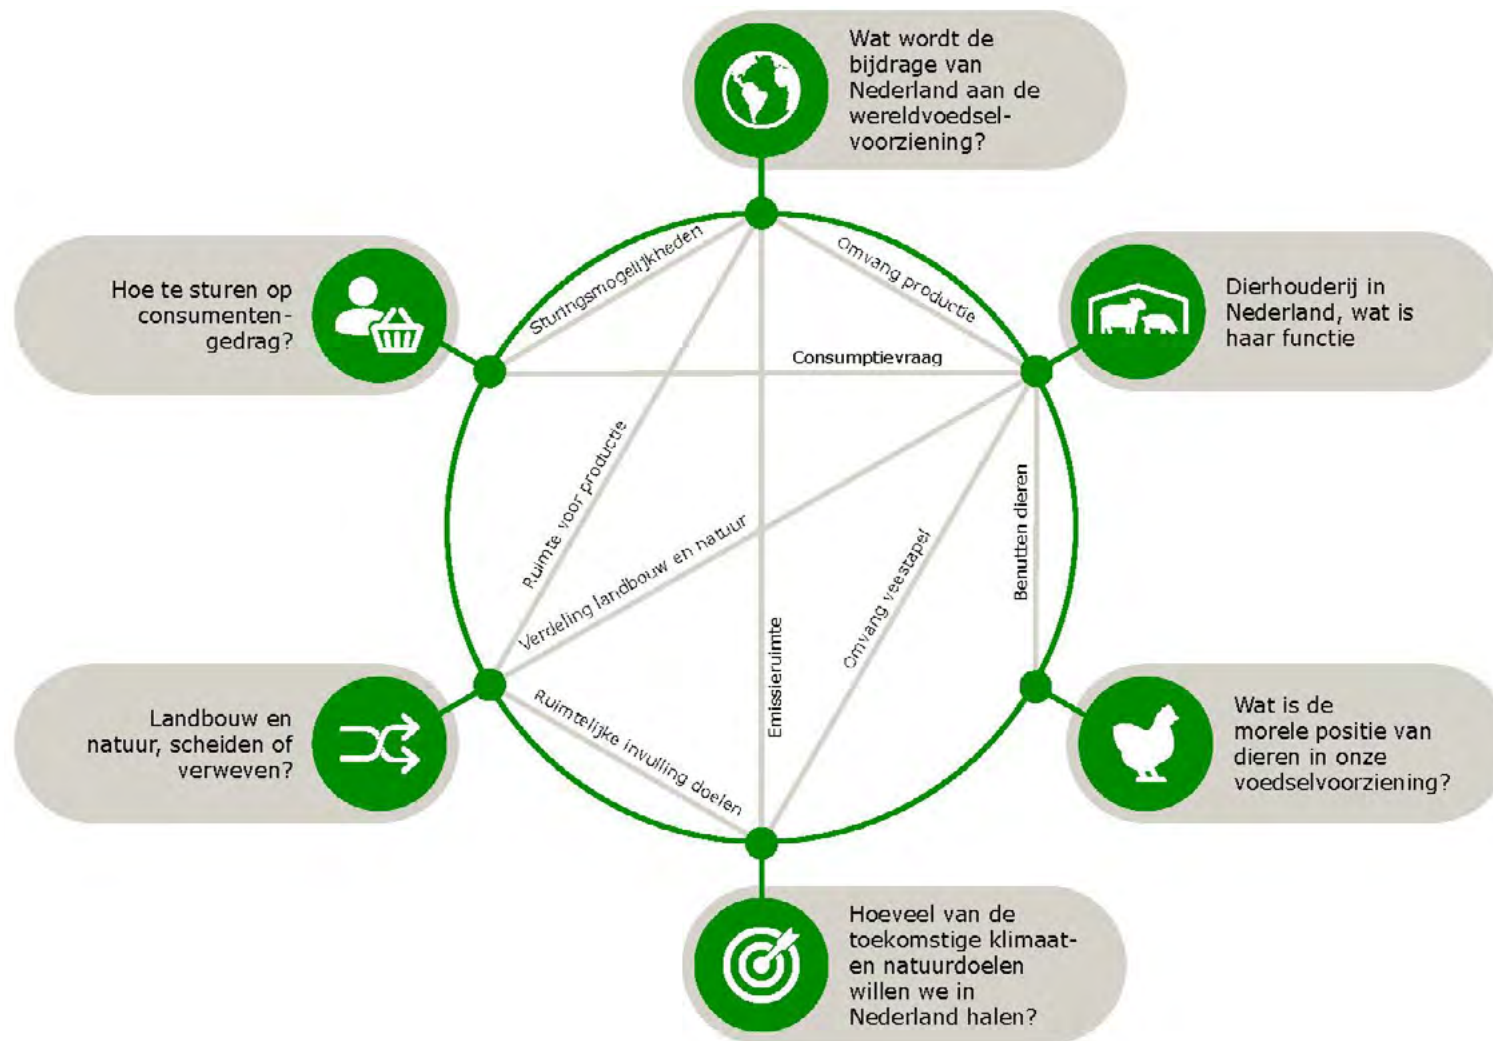 Wat wordt de
bijdrage van
Nederland aan de
wereldvoedsel-
voorziening?
Hoe te sturen op
consumenten-
gedrag?
Dierhouderij in
Nederland, wat is
haar functie
Sturingsmogelijkheden
Omvang productie
Consumptievraag
Ruimte voor productie
Verdeling landbouw en natuur
Emissieruimte
Omvang veestapel
Benutten dieren
Ruimtelijke invulling doelen
Landbouw en
natuur, scheiden of
verweven?
Wat is de
morele positie van
dieren in onze
voedselvoorziening?
Hoeveel van de
toekomstige klimaat-
en natuurdoelen
willen we in
Nederland halen?